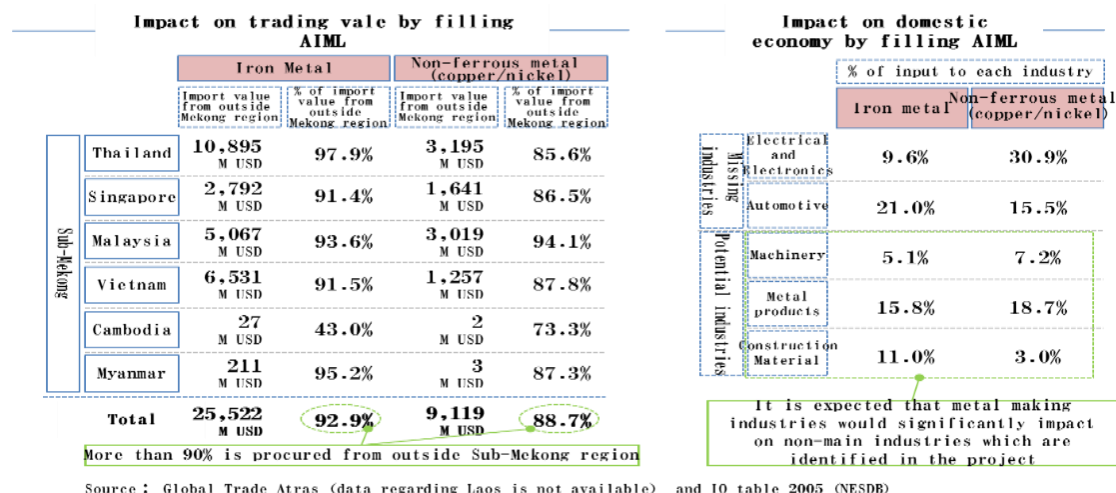 Impact on trading vale by filling
AIML
Iron Metal
Non-ferrous metal
(copper/nickel)
Import value
from outside
Mekong region
% of import
value from
outside
Mekong region
Import value
from outside
Mekong region
% of import
value from
outside
Mekong region
Sub-Mekong
Thailand
10,895
M USD
97.9%
3,195
M USD
85.6%
Singapore
2,792
M USD
91.4%
1,641
M USD
86.5%
Malaysia
5,067
M USD
93.6%
3,019
M USD
94.1%
Vietnam
6,531
M USD
91.5%
1,257
M USD
87.8%
Cambodia
27
M USD
43.0%
2
M USD
73.3%
Myanmar
211
M USD
95.2%
3
M USD
87.3%
Total
25,522
M USD
92.9%
9,119
M USD
88.7%
More than 90% is procured from outside Sub-Mekong region
Impact on domestic
economy by filling AIML
% of input to each industry
Iron metal
Non-ferrous metal
(copper/nickel)
Missing
industries
Electrical
and
Electronics
9.6%
30.9%
Automotive
21.0%
15.5%
Potential industries
Machinery
5.1%
7.2%
Metal
products
15.8%
18.7%
Construction
Material
11.0%
3.0%
It is expected that metal making
industries would significantly impact
on non-main industries which are
identified in the project
Source： Global Trade Atras (data regarding Laos is not available) and IO table 2005 (NESDB)